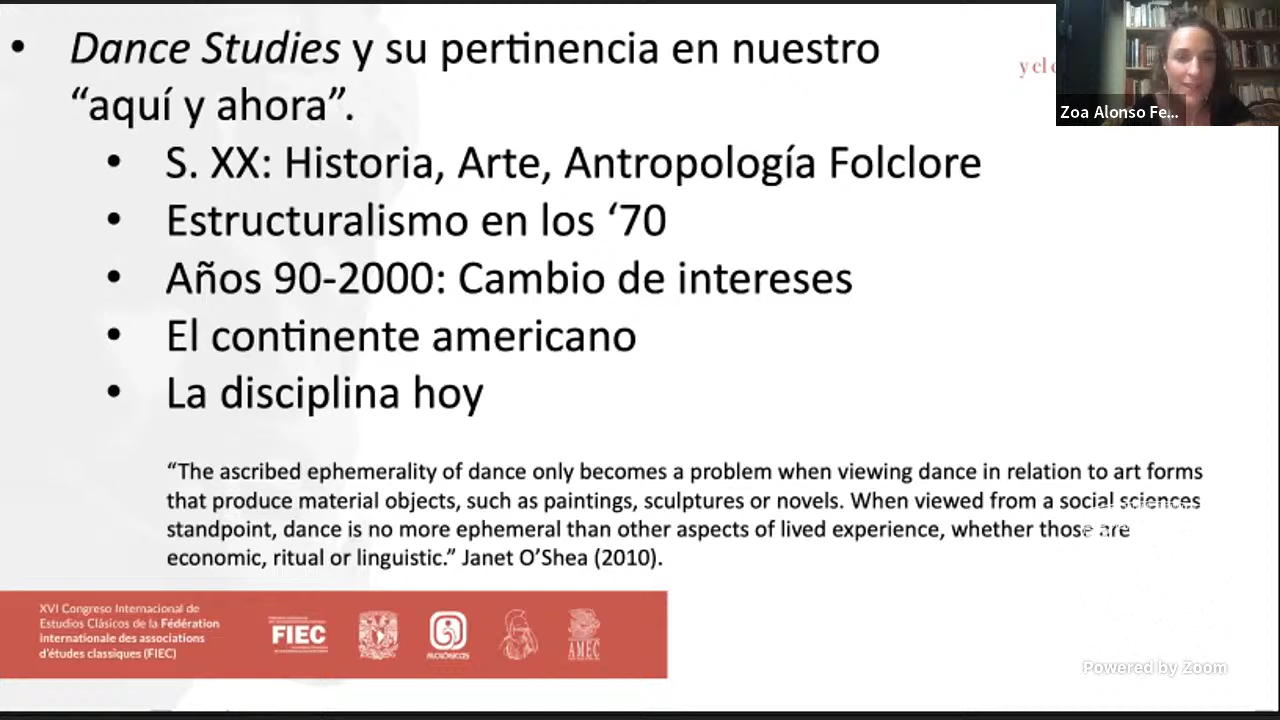 • Dance Studies y su pertinencia en nuestro
“aquí y ahora”.
• S. XX: Historia, Arte, Antropología Folclore
• Estructuralismo en los ‘70
• Años 90-2000: Cambio de intereses
• El continente americano
• La disciplina hoy
“The ascribed ephemerality of dance only becomes a problem when viewing dance in relation to art forms
that produce material objects, such as paintings, sculptures or novels. When viewed from a social sciences
standpoint, dance is no more ephemeral than other aspects of lived experience, whether those are
economic, ritual or linguistic.” Janet O’Shea (2010).
Zoa Alonso Fe...
XVI Congreso Internacional de
Estudios Clásicos de la Fédération
internationale des associations
d'études classiques (FIEC)
FIEC
FILOLÓGICAS
AMEC
Powered by Zoom